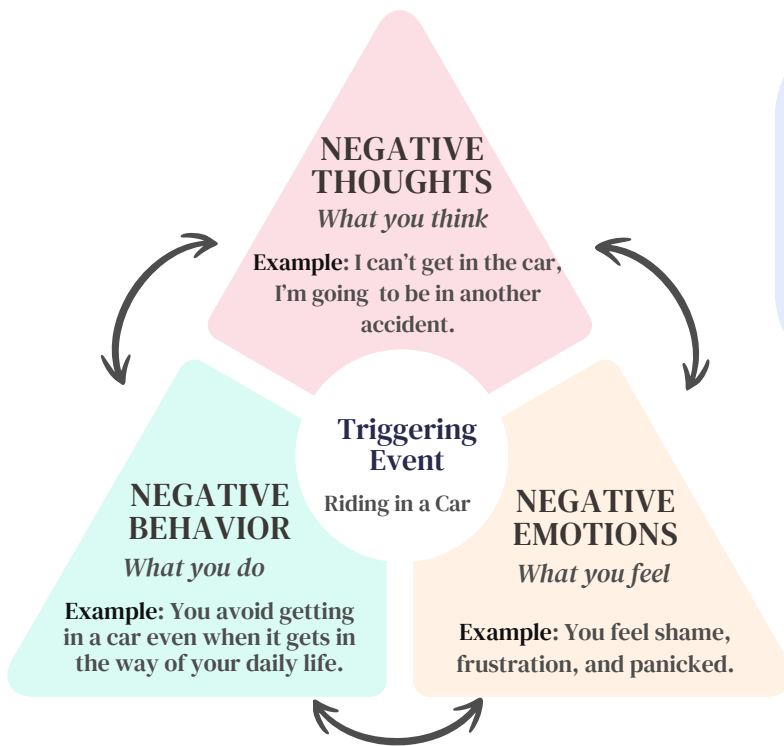 NEGATIVE
THOUGHTS
What you think
Example: I can't get in the car,
I'm going to be in another
accident.
Triggering
Event
Riding in a Car
NEGATIVE
BEHAVIOR
What you do
Example: You avoid getting
in a car even when it gets in
the way of your daily life.
NEGATIVE
EMOTIONS
What you feel
Example: You feel shame,
frustration, and panicked.